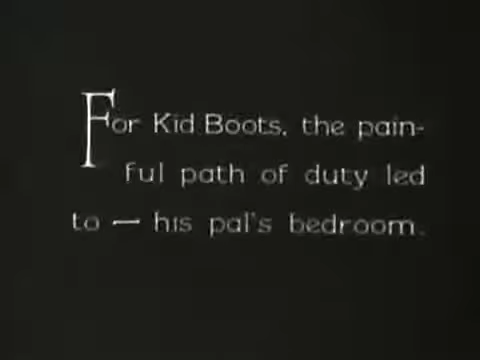 For Kid Boots, the pain-
ful path of duty led
to — his pal's bedroom.